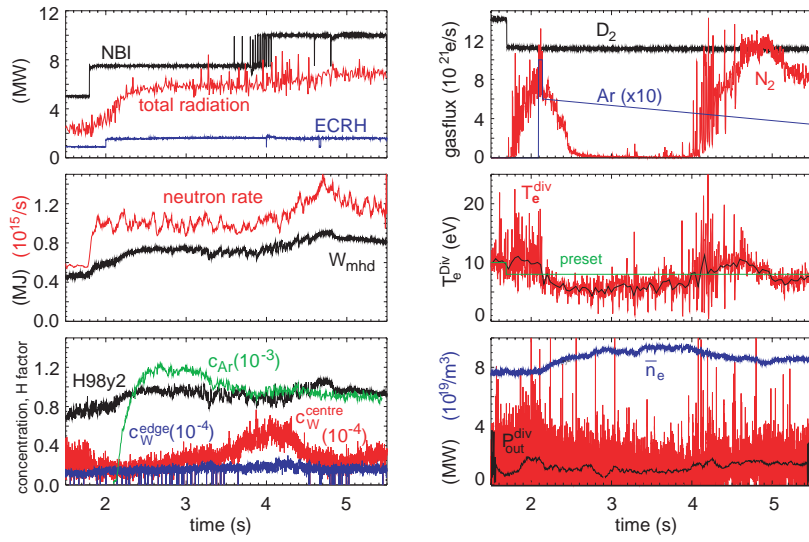 12
8
4
0
(MW)
NBI
total radiation
ECRH
1.2
0.8
0.4
0.0
(MJ) (10^15/s)
neutron rate
W_mhd
1.2
0.8
0.4
0.0
concentration, H factor
H98y2
c_Ar(10^-3)
c_W^edge(10^-4)
c_W^centre(10^-4)
2 3 4 5
time (s)
12
8
4
0
gasflux (10^21e/s)
D_2
N_2
Ar (x10)
20
10
0
T_e^Div (eV)
T_e^div
preset
8
4
0
(MW) (10^19/m^3)
n̅_e
P_out^div
2 3 4 5
time (s)